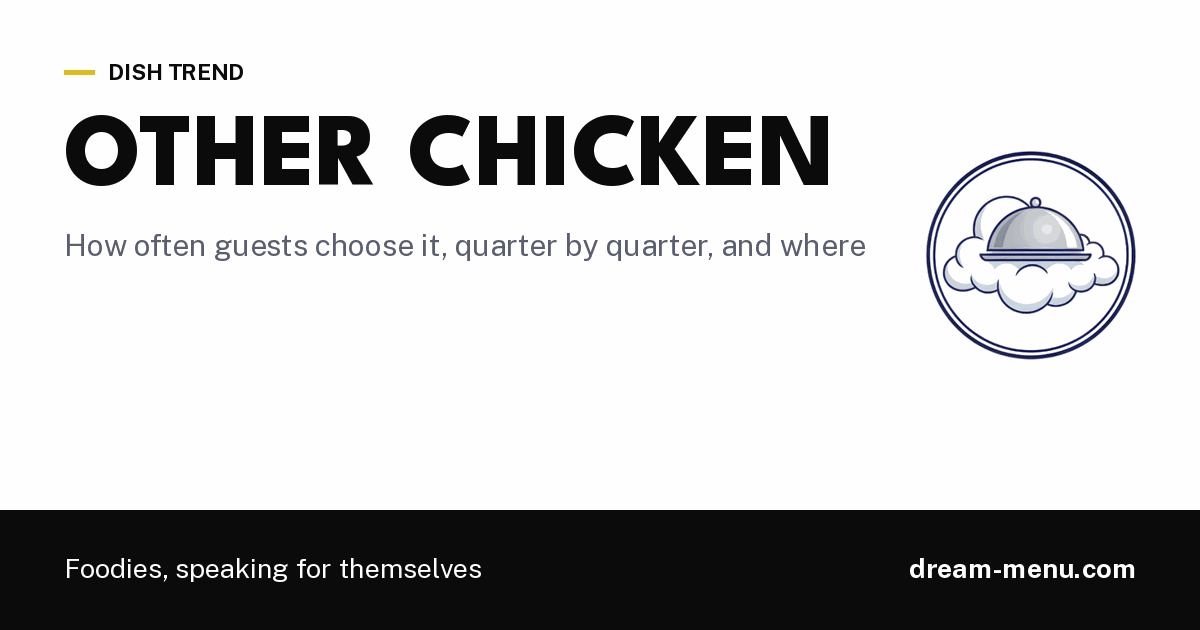 DISH TREND
OTHER CHICKEN
How often guests choose it, quarter by quarter, and where
Foodies, speaking for themselves
dream-menu.com